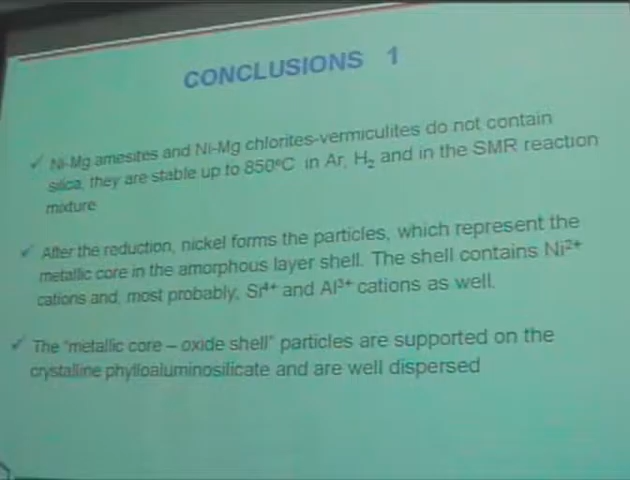 CONCLUSIONS 1
✓ Ni-Mg amesites and Ni-Mg chlorites-vermiculites do not contain
silica, they are stable up to 850ºC in Ar, H₂ and in the SMR reaction
mixture
✓ After the reduction, nickel forms the particles, which represent the
metallic core in the amorphous layer shell. The shell contains Ni²⁺
cations and, most probably, Si⁴⁺ and Al³⁺ cations as well.
✓ The "metallic core – oxide shell" particles are supported on the
crystalline phylloaluminosilicate and are well dispersed